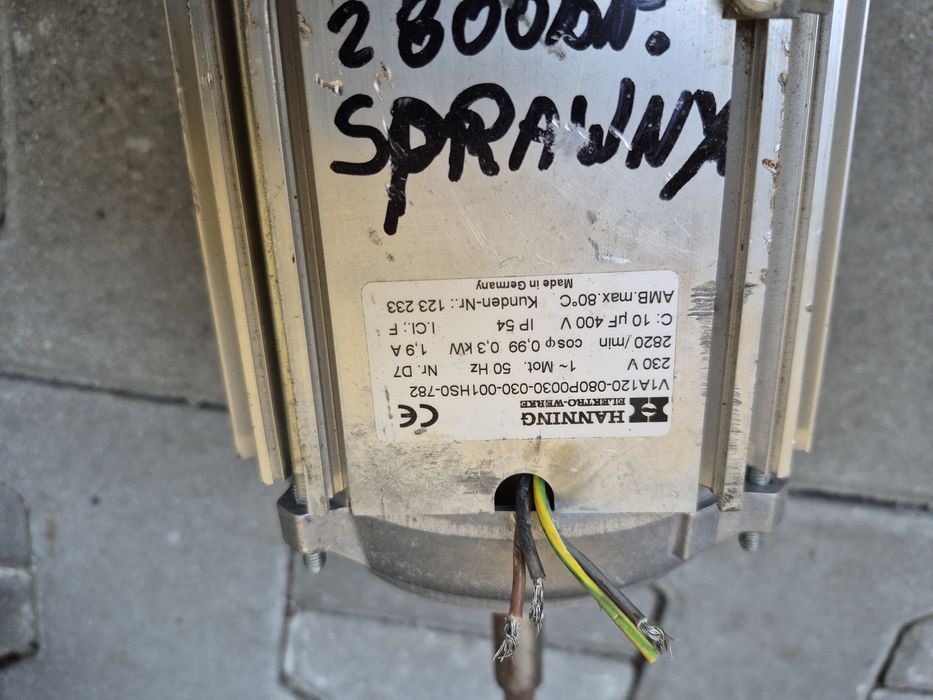 2800OBR.
SPRAWNY
HANNING
ELEKTRO-WERKE
CE
V1A120-080P0030-030-001HS0-782
230 V 1~ Mot. 50 Hz Nr. D7
2820 /min cosφ 0,99 0,3 kW 1,9 A
C: 10 µF 400 V IP 54 I.Cl.: F
AMB.max.80°C Kunden-Nr.: 123 233
Made in Germany